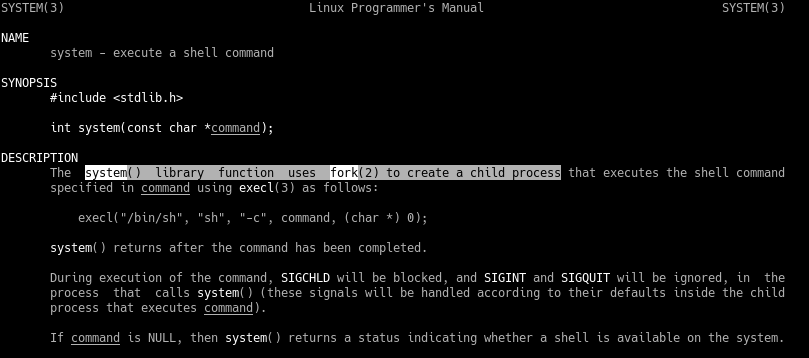 SYSTEM(3) Linux Programmer's Manual SYSTEM(3)
NAME
system - execute a shell command
SYNOPSIS
#include <stdlib.h>
int system(const char *command);
DESCRIPTION
The system() library function uses fork(2) to create a child process that executes the shell command
specified in command using execl(3) as follows:
execl("/bin/sh", "sh", "-c", command, (char *) 0);
system() returns after the command has been completed.
During execution of the command, SIGCHLD will be blocked, and SIGINT and SIGQUIT will be ignored, in the
process that calls system() (these signals will be handled according to their defaults inside the child
process that executes command).
If command is NULL, then system() returns a status indicating whether a shell is available on the system.